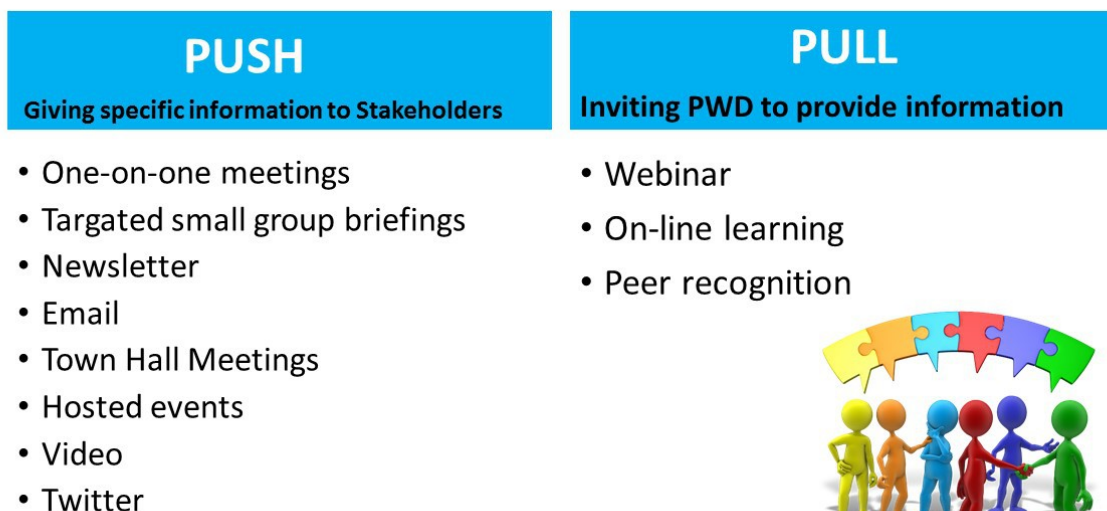 PUSH
Giving specific information to Stakeholders
• One-on-one meetings
• Targated small group briefings
• Newsletter
• Email
• Town Hall Meetings
• Hosted events
• Video
• Twitter
PULL
Inviting PWD to provide information
• Webinar
• On-line learning
• Peer recognition